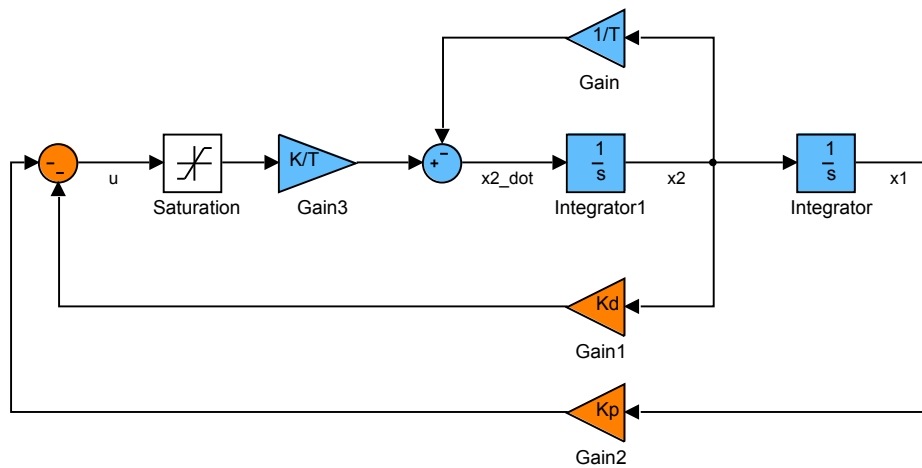 1/T
Gain
K/T
1
s
1
s
u
x2_dot
x2
x1
Saturation
Gain3
Integrator1
Integrator
Kd
Gain1
Kp
Gain2